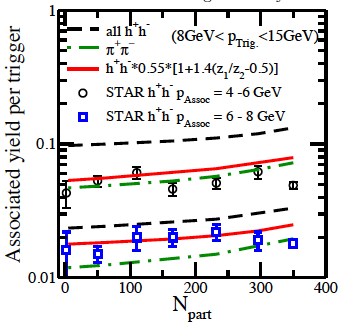 1
all h⁺h⁻ (8GeV< p_Trig. <15GeV)
π⁺π⁻
h⁺h⁻*0.55*[1+1.4(z₁/z₂-0.5)]
STAR h⁺h⁻ p_Assoc = 4 -6 GeV
STAR h⁺h⁻ p_Assoc = 6 - 8 GeV
0.1
0.01
Associated yield per trigger
0 100 200 300 400
N_part